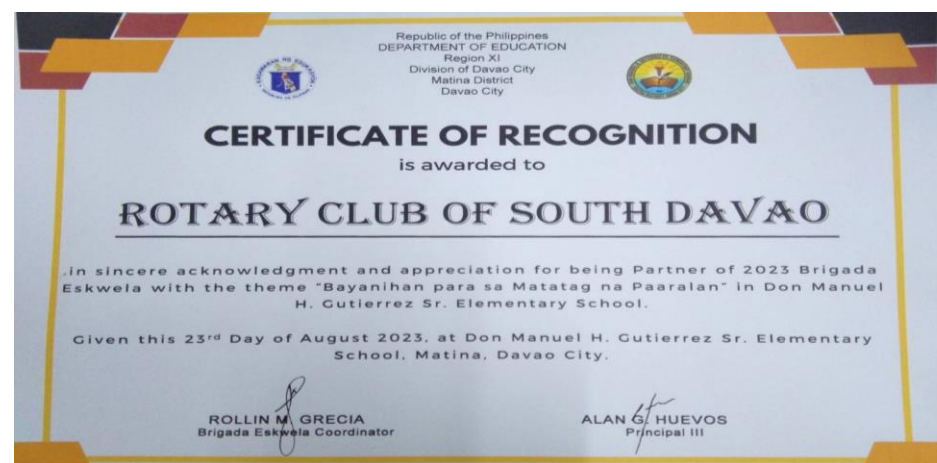 Republic of the Philippines
DEPARTMENT OF EDUCATION
Region XI
Division of Davao City
Matina District
Davao City
CERTIFICATE OF RECOGNITION
is awarded to
ROTARY CLUB OF SOUTH DAVAO
.in sincere acknowledgment and appreciation for being Partner of 2023 Brigada
Eskwela with the theme "Bayanihan para sa Matatag na Paaralan" in Don Manuel
H. Gutierrez Sr. Elementary School.
Given this 23rd Day of August 2023, at Don Manuel H. Gutierrez Sr. Elementary
School, Matina, Davao City.
ROLLIN M. GRECIA
Brigada Eskwela Coordinator
ALAN G. HUEVOS
Principal III